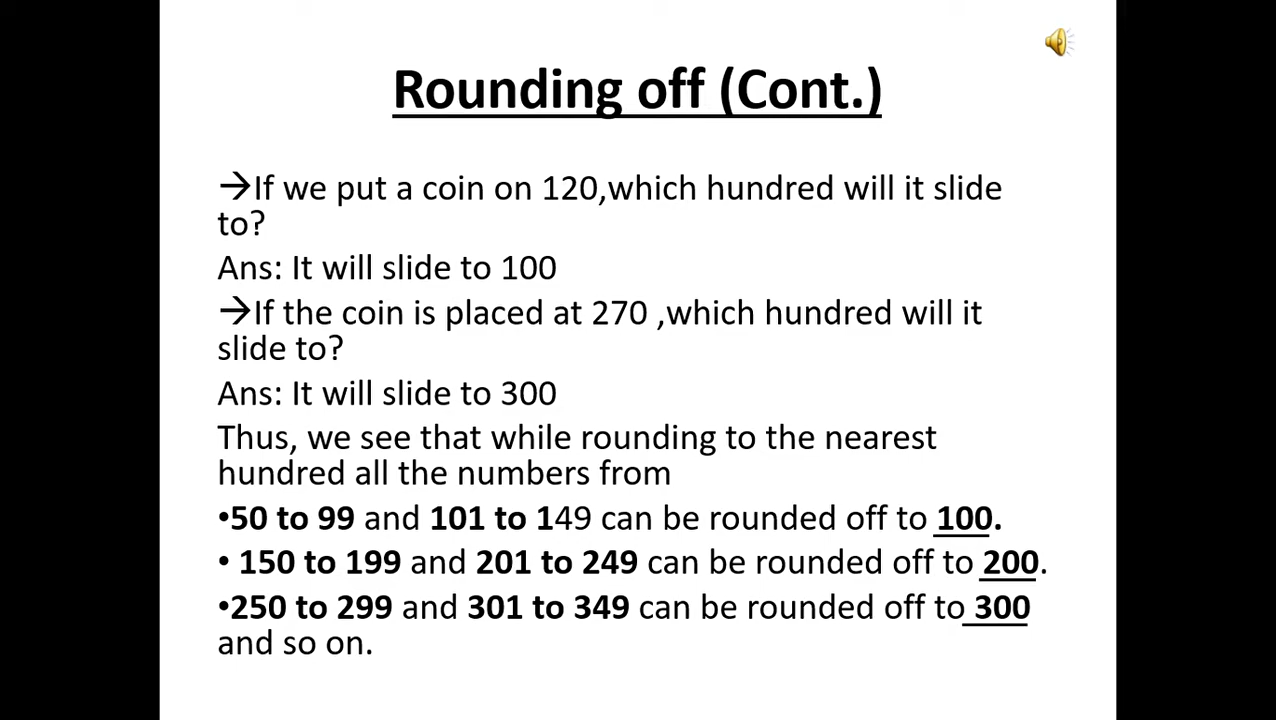 Rounding off (Cont.)
→If we put a coin on 120,which hundred will it slide
to?
Ans: It will slide to 100
→If the coin is placed at 270 ,which hundred will it
slide to?
Ans: It will slide to 300
Thus, we see that while rounding to the nearest
hundred all the numbers from
•50 to 99 and 101 to 149 can be rounded off to 100.
• 150 to 199 and 201 to 249 can be rounded off to 200.
•250 to 299 and 301 to 349 can be rounded off to 300
and so on.